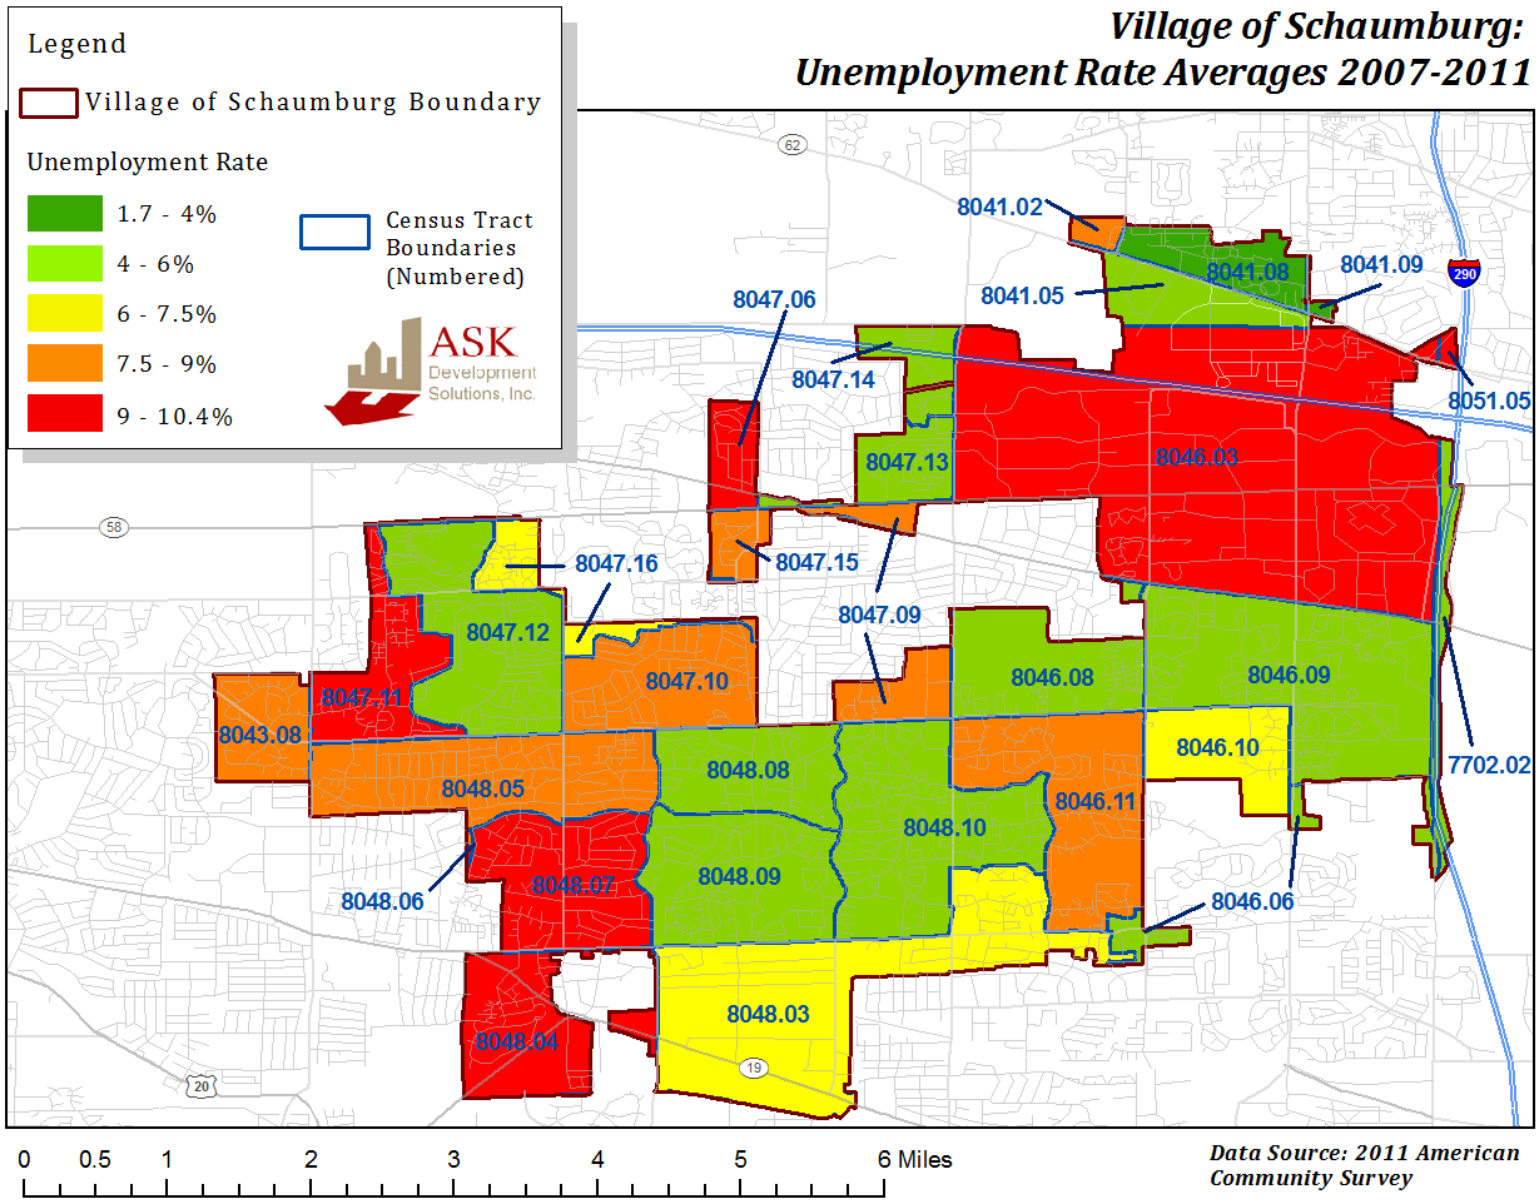 Village of Schaumburg:
Unemployment Rate Averages 2007-2011
Legend
Village of Schaumburg Boundary
Unemployment Rate
1.7 - 4%
4 - 6%
6 - 7.5%
7.5 - 9%
9 - 10.4%
Census Tract
Boundaries
(Numbered)
ASK
Development
Solutions, Inc.
62
8041.02
8041.08
8041.09
290
8041.05
8047.06
8047.14
8051.05
8047.13
8046.03
58
8047.16
8047.15
8047.09
8047.12
8047.10
8046.08
8046.09
8047.11
8043.08
8046.10
7702.02
8048.05
8048.08
8046.11
8048.10
8048.09
8048.07
8048.06
8046.06
8048.03
8048.04
19
20
0 0.5 1 2 3 4 5 6 Miles
Data Source: 2011 American
Community Survey